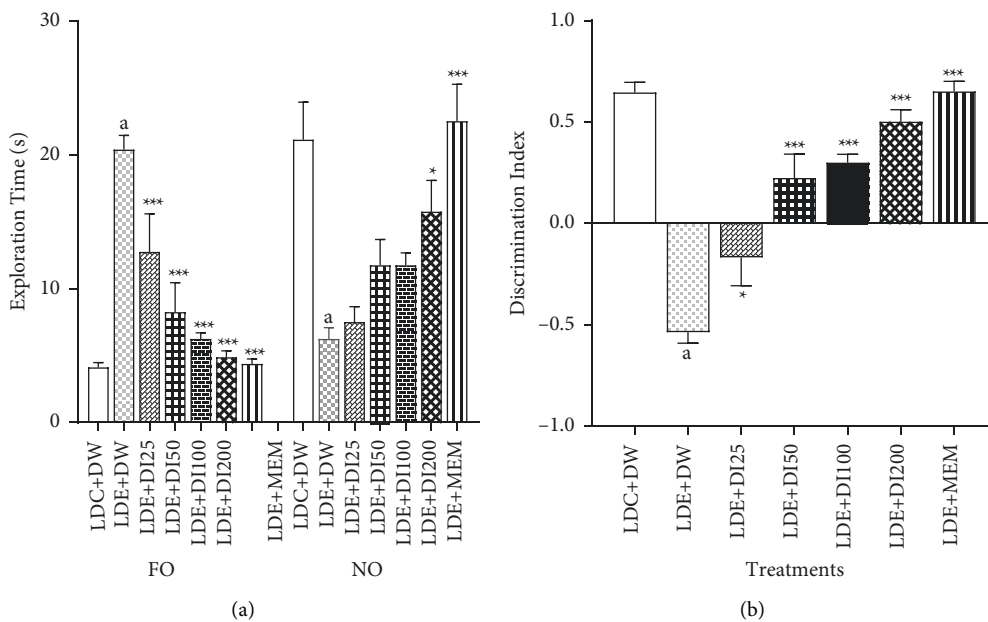 30
20
10
0
Exploration Time (s)
a
***
***
***
***
***
a
*
***
LDC+DW
LDE+DW
LDE+DI25
LDE+DI50
LDE+DI100
LDE+DI200
LDE+MEM
LDC+DW
LDE+DW
LDE+DI25
LDE+DI50
LDE+DI100
LDE+DI200
LDE+MEM
FO
NO
(a)
1.0
0.5
0.0
–0.5
–1.0
Discrimination Index
a
*
***
***
***
***
LDC+DW
LDE+DW
LDE+DI25
LDE+DI50
LDE+DI100
LDE+DI200
LDE+MEM
Treatments
(b)